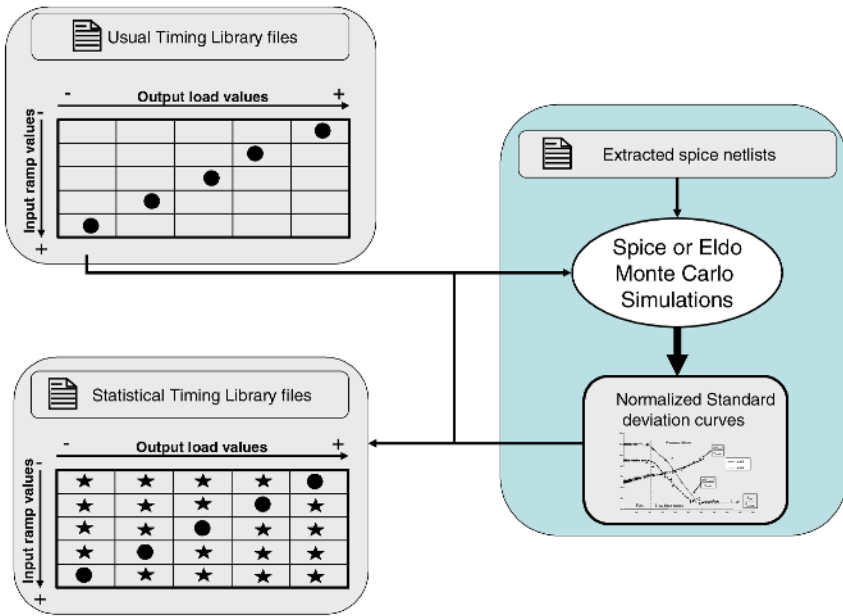 Usual Timing Library files
- Output load values +
- Input ramp values +
Extracted spice netlists
Spice or Eldo
Monte Carlo
Simulations
Normalized Standard
deviation curves
Statistical Timing Library files
- Output load values +
- Input ramp values +